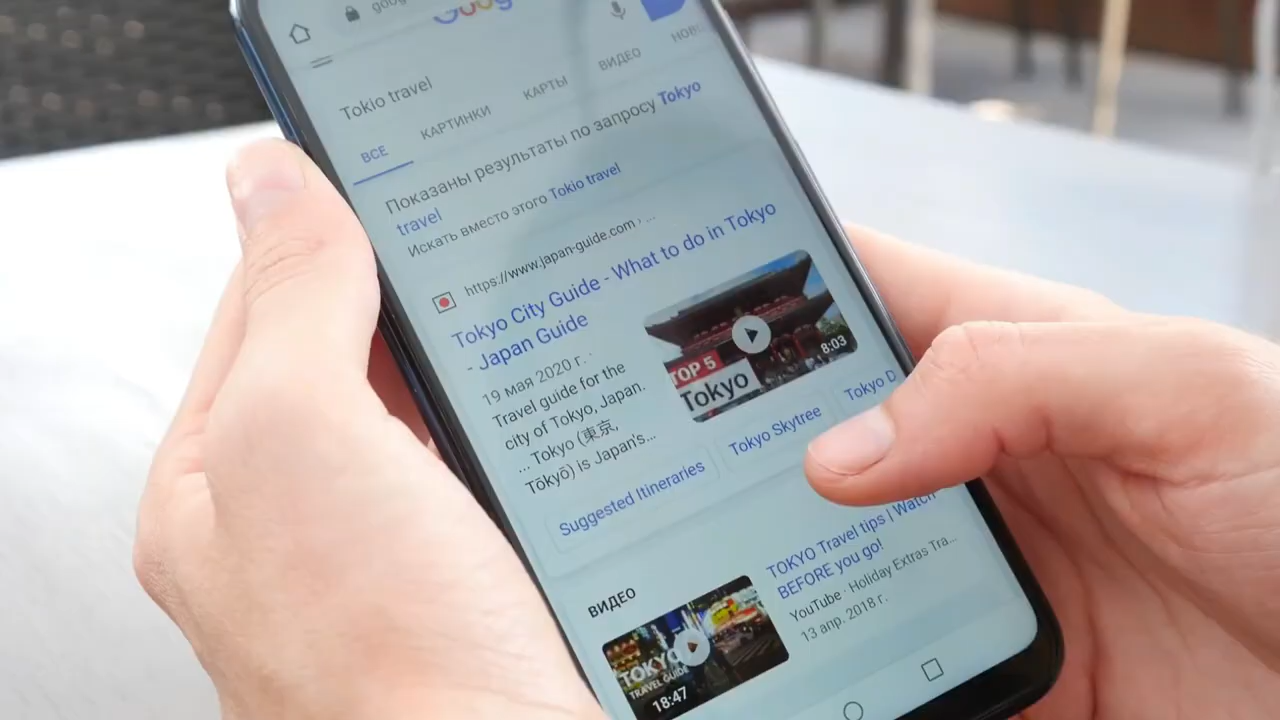 goog
Goog
Tokio travel
ВСЕ
КАРТИНКИ
КАРТЫ
ВИДЕО
НОВ
Показаны результаты по запросу Tokyo
travel
Искать вместо этого Tokio travel
https://www.japan-guide.com › ...
Tokyo City Guide - What to do in Tokyo
- Japan Guide
19 мая 2020 г. ·
Travel guide for the
city of Tokyo, Japan.
... Tokyo (東京,
Tōkyō) is Japan's...
TOP 5
Tokyo
8:03
Suggested Itineraries
Tokyo Skytree
Tokyo D
ВИДЕО
TOKYO
TRAVEL GUIDE
18:47
TOKYO Travel tips | Watch
BEFORE you go!
YouTube · Holiday Extras Tra...
13 апр. 2018 г.